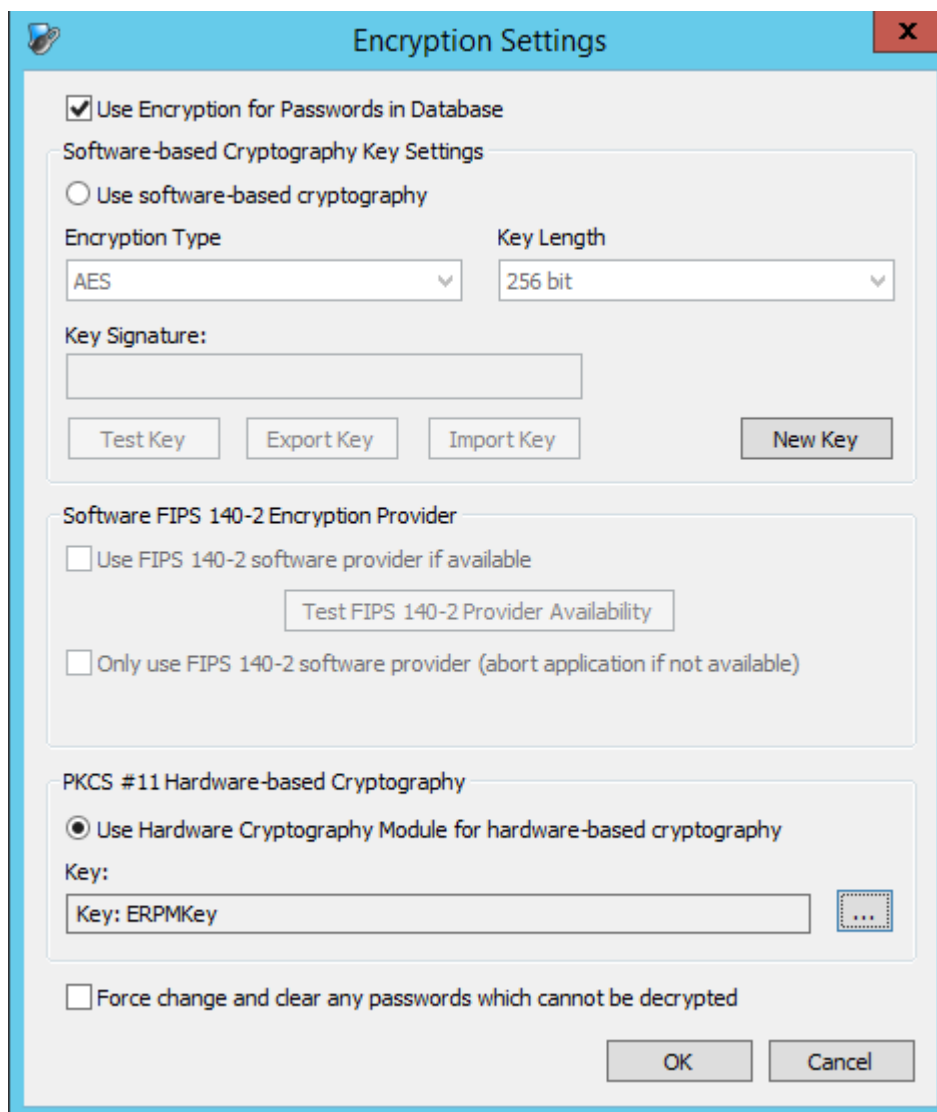 Encryption Settings
x
Use Encryption for Passwords in Database
Software-based Cryptography Key Settings
Use software-based cryptography
Encryption Type Key Length
AES 256 bit
Key Signature:
Test Key Export Key Import Key New Key
Software FIPS 140-2 Encryption Provider
Use FIPS 140-2 software provider if available
Test FIPS 140-2 Provider Availability
Only use FIPS 140-2 software provider (abort application if not available)
PKCS #11 Hardware-based Cryptography
Use Hardware Cryptography Module for hardware-based cryptography
Key:
Key: ERPMKey ...
Force change and clear any passwords which cannot be decrypted
OK Cancel